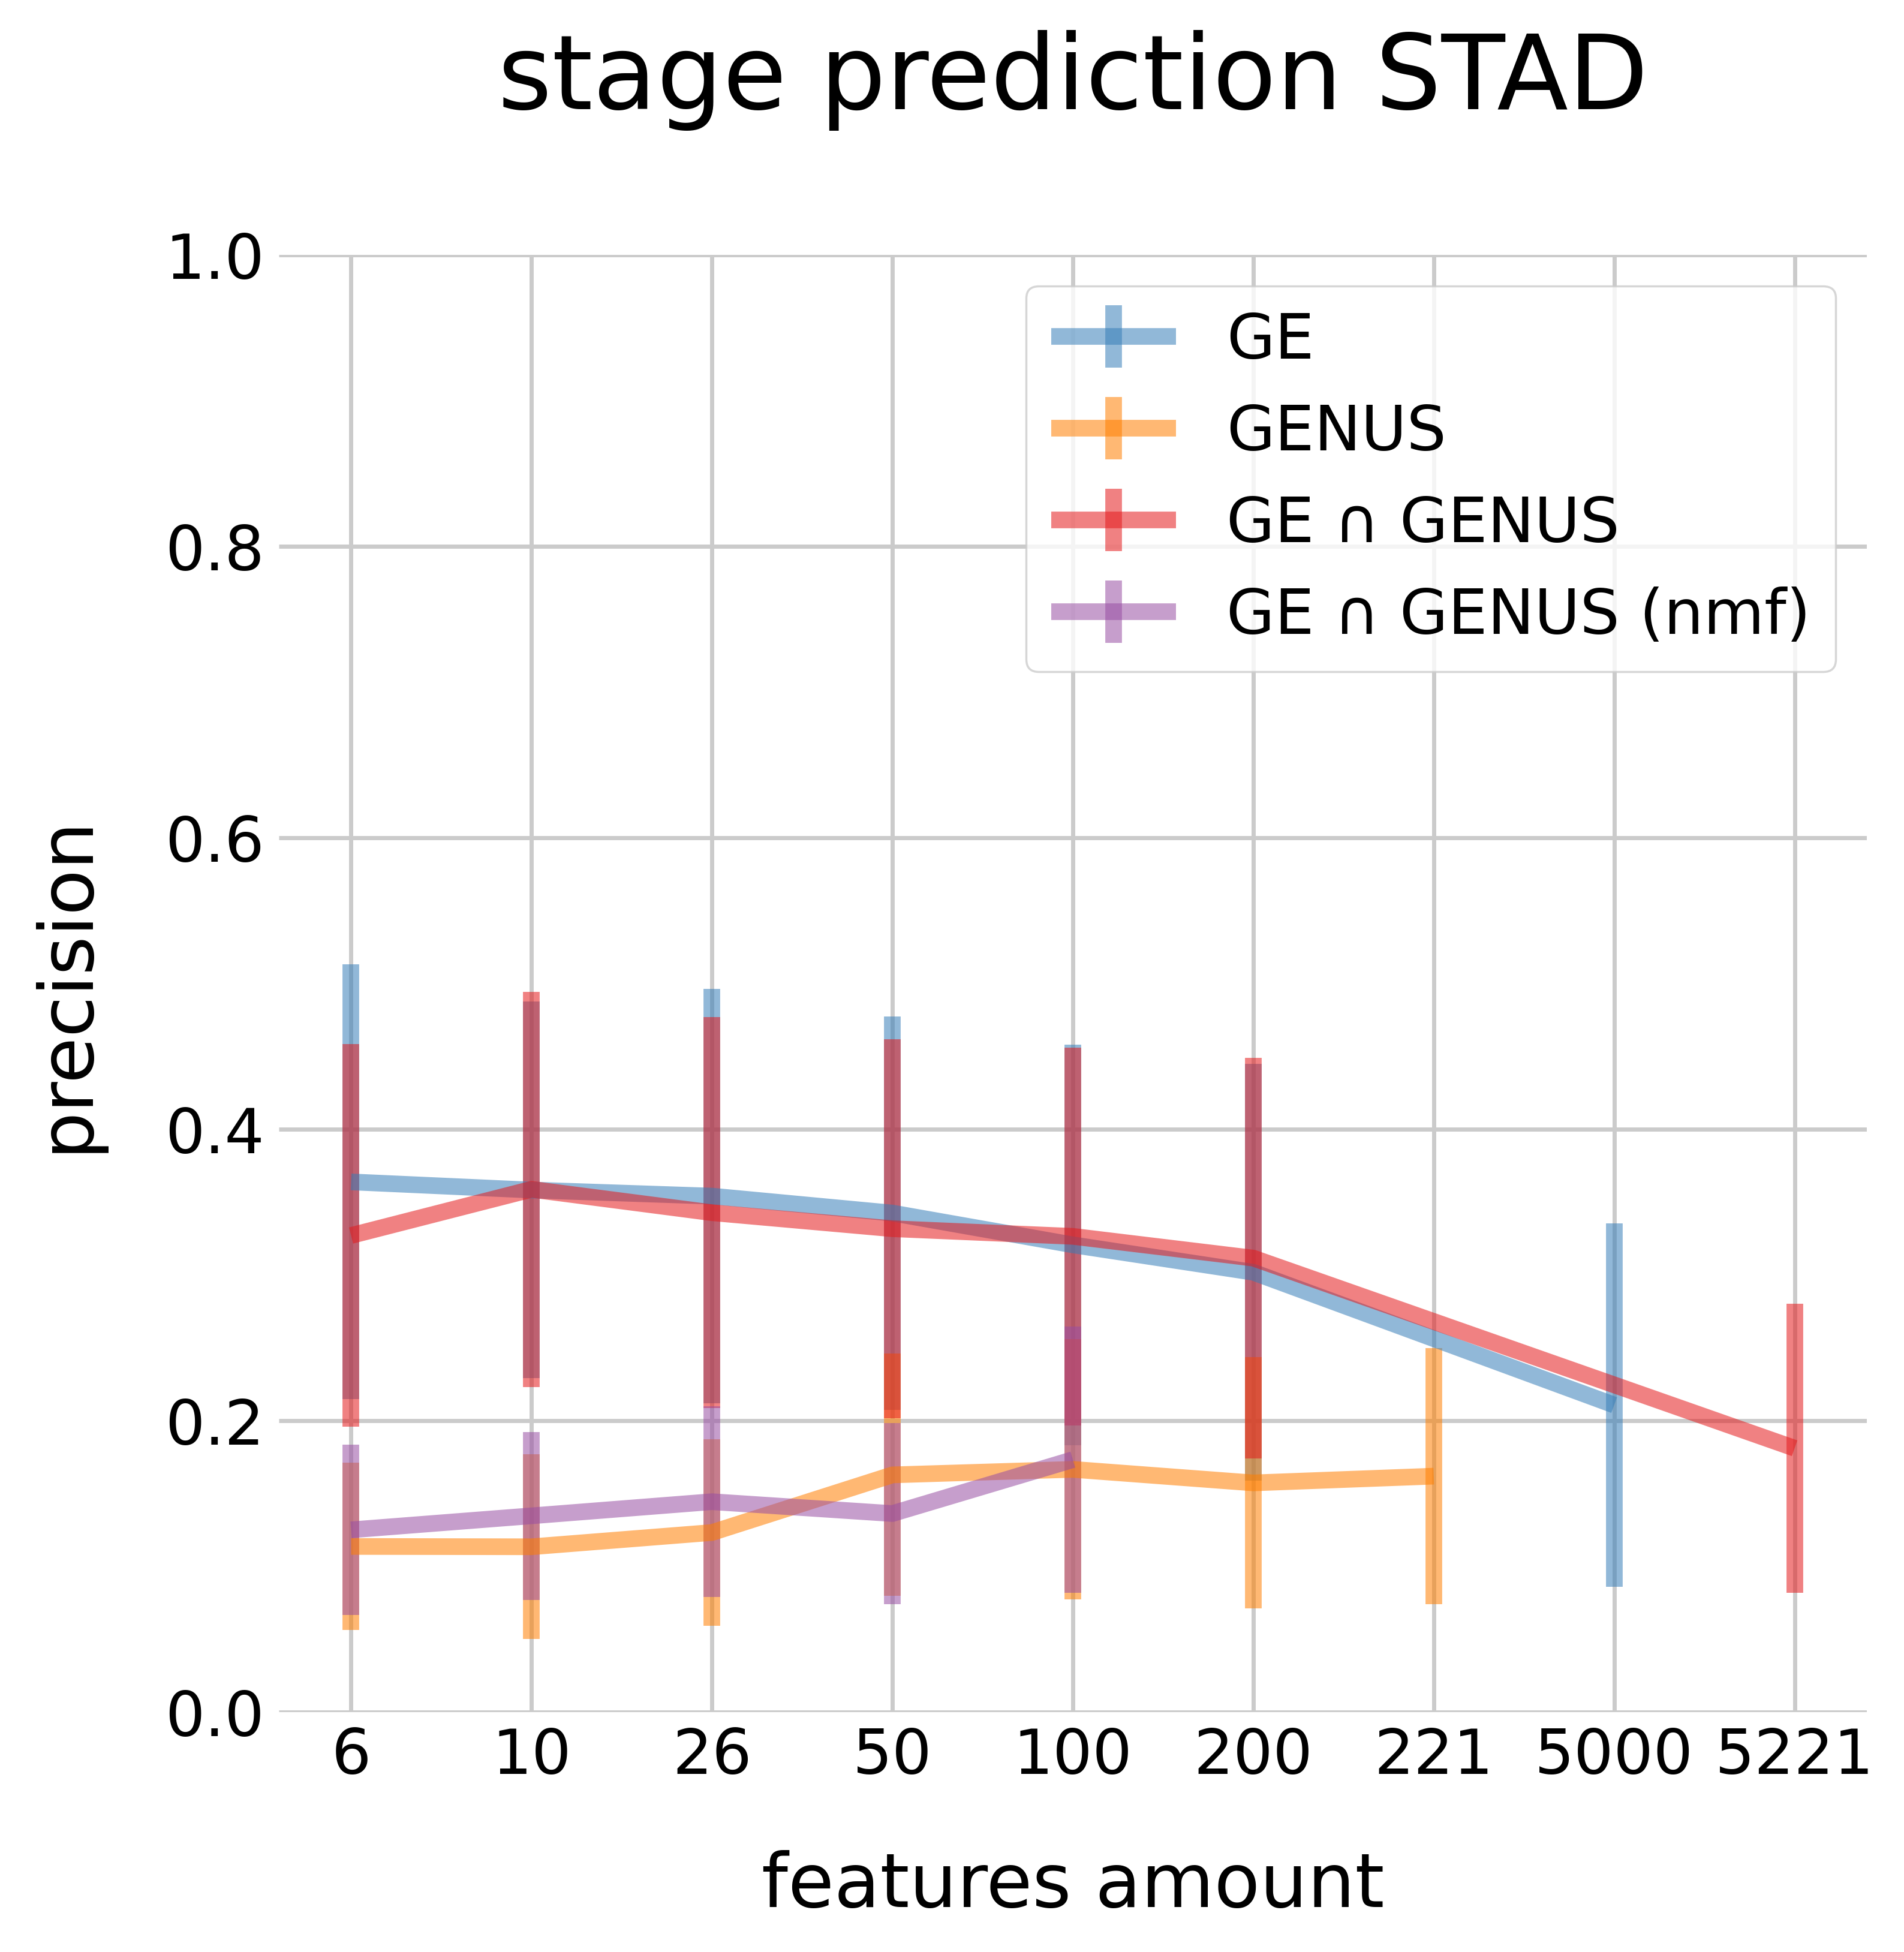 stage prediction STAD
1.0
0.8
0.6
0.4
0.2
0.0
precision
GE
GENUS
GE ∩ GENUS
GE ∩ GENUS (nmf)
6 10 26 50 100 200 221 5000 5221
features amount